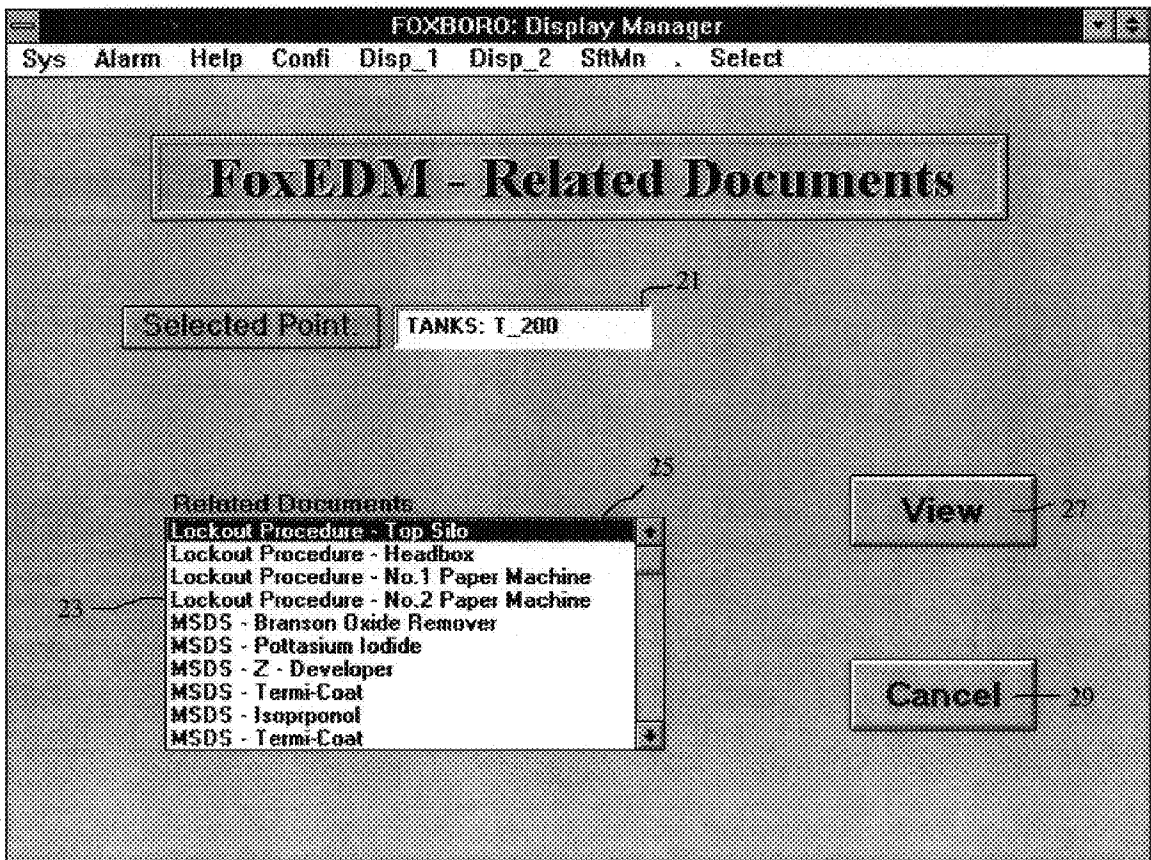 FOXBORO: Display Manager
Sys Alarm Help Confi Disp_1 Disp_2 SftMn . Select
FoxEDM - Related Documents
21
Selected Point: TANKS: T_200
25
Related Documents
Lockout Procedure - Top Silo
Lockout Procedure - Headbox
Lockout Procedure - No.1 Paper Machine
Lockout Procedure - No.2 Paper Machine
MSDS - Branson Oxide Remover
MSDS - Pottasium Iodide
MSDS - Z - Developer
MSDS - Termi-Coat
MSDS - Isoprponol
MSDS - Termi-Coat
23
View 27
Cancel 29